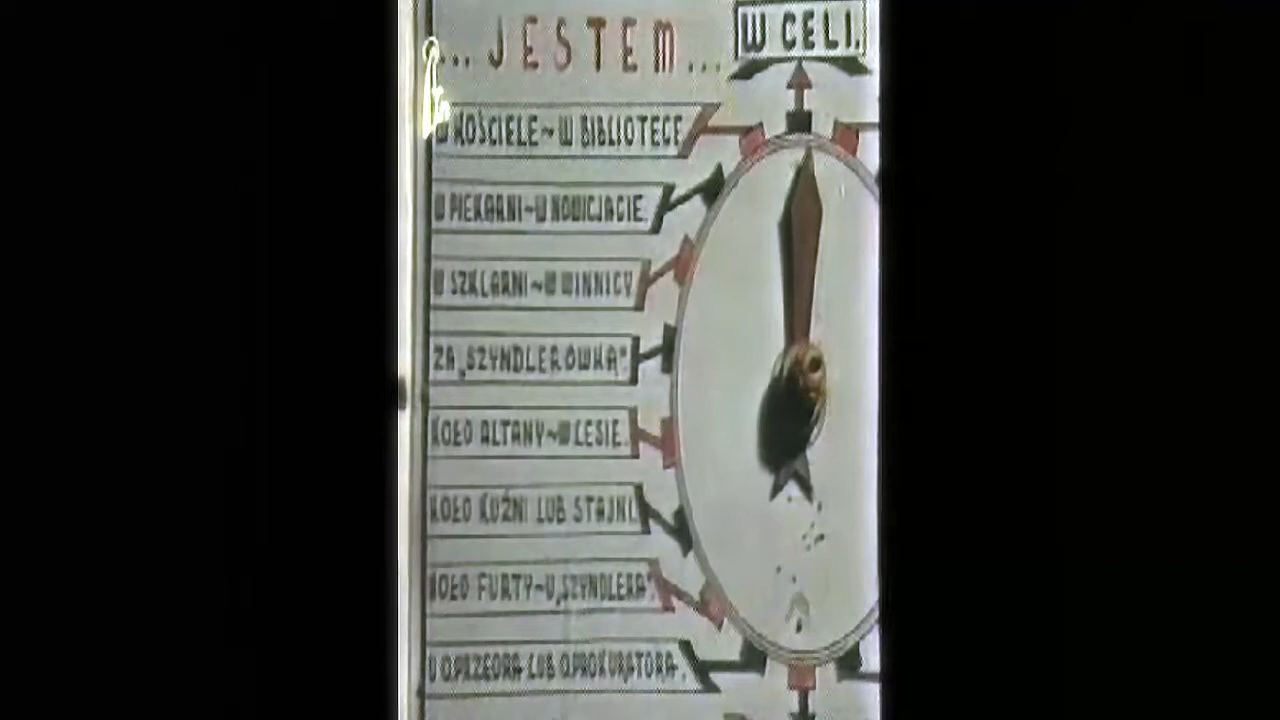 ... JESTEM ...
W CELI.
W KOŚCIELE~W BIBLIOTECE
W PIEKARNI~W NOWICJACIE.
W SZKLARNI~W WINNICY
ZA „SZYNDLERÓWKĄ”.
KOŁO ALTANY~W LESIE.
KOŁO KUŹNI LUB STAJNI.
KOŁO FURTY~U „SZYNDLERA”.
U O.PRZEORA LUB O.PROKURATORA.